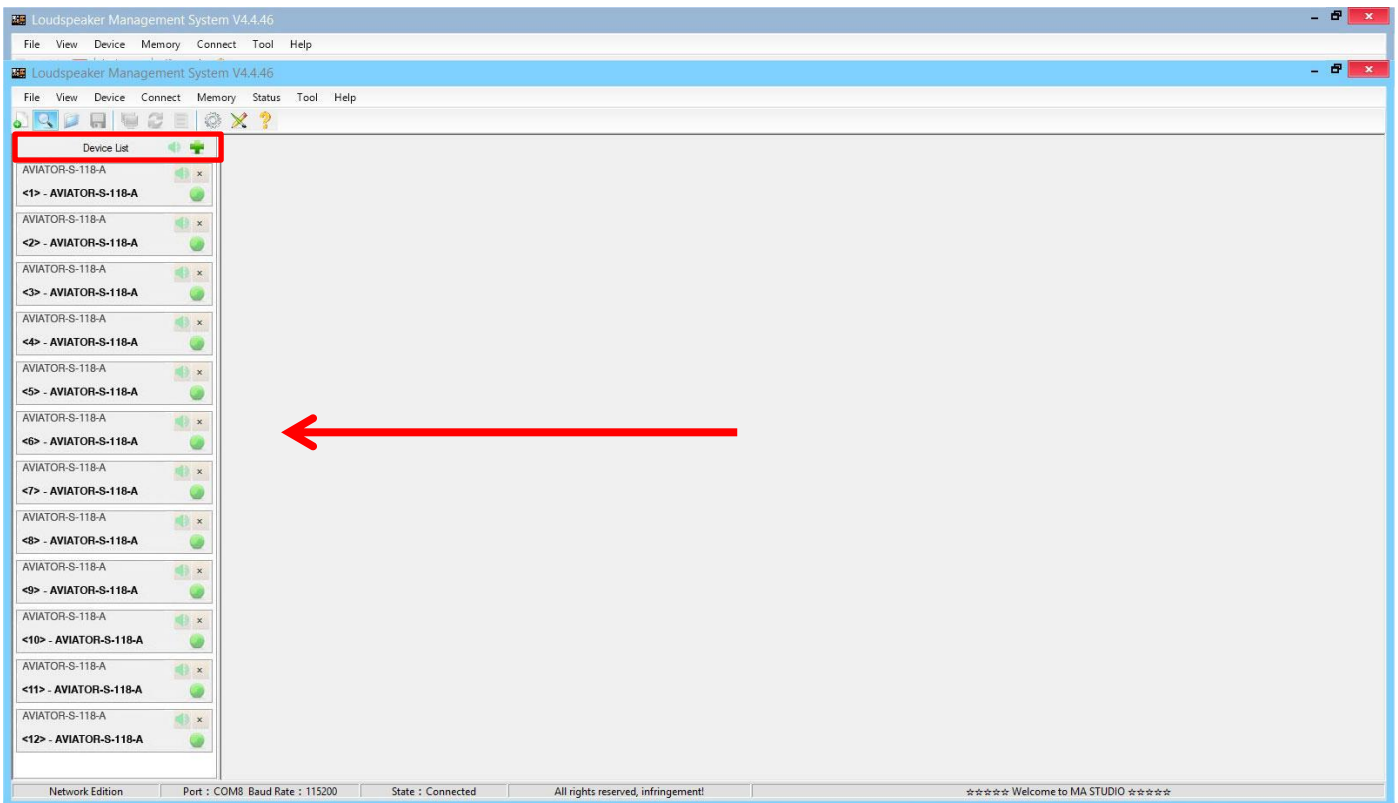 Loudspeaker Management System V4.4.46
File View Device Memory Connect Tool Help
Loudspeaker Management System V4.4.46
File View Device Connect Memory Status Tool Help
Device List
AVIATOR-S-118-A
<1> - AVIATOR-S-118-A
AVIATOR-S-118-A
<2> - AVIATOR-S-118-A
AVIATOR-S-118-A
<3> - AVIATOR-S-118-A
AVIATOR-S-118-A
<4> - AVIATOR-S-118-A
AVIATOR-S-118-A
<5> - AVIATOR-S-118-A
AVIATOR-S-118-A
<6> - AVIATOR-S-118-A
AVIATOR-S-118-A
<7> - AVIATOR-S-118-A
AVIATOR-S-118-A
<8> - AVIATOR-S-118-A
AVIATOR-S-118-A
<9> - AVIATOR-S-118-A
AVIATOR-S-118-A
<10> - AVIATOR-S-118-A
AVIATOR-S-118-A
<11> - AVIATOR-S-118-A
AVIATOR-S-118-A
<12> - AVIATOR-S-118-A
Network Edition Port : COM8 Baud Rate : 115200 State : Connected All rights reserved, infringement! ☆☆☆☆☆ Welcome to MA STUDIO ☆☆☆☆☆